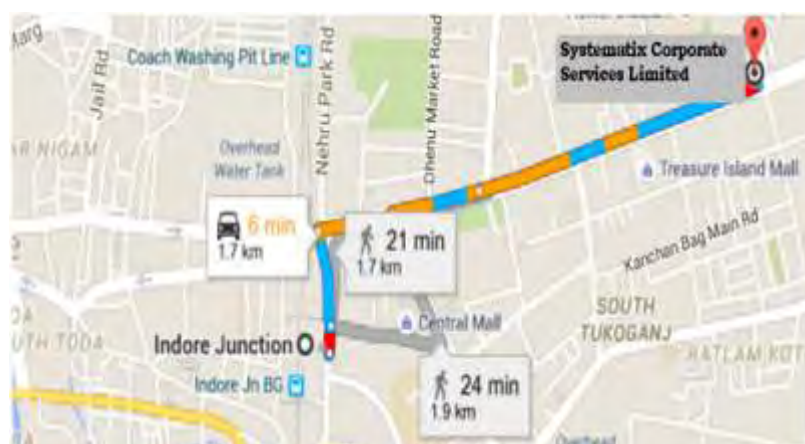 Marg
Jail Rd
Coach Washing Pit Line
Nehru Park Rd
Dhenu Market Road
Systematix Corporate
Services Limited
NIGAM
Overhead
Water Tank
Treasure Island Mall
6 min
1.7 km
21 min
1.7 km
Kanchan Bag Main Rd
SOUTH
TUKOGANJ
Central Mall
UTH TODA
Indore Junction
RATLAM KOT
Indore Jn BG
24 min
1.9 km
Overhead